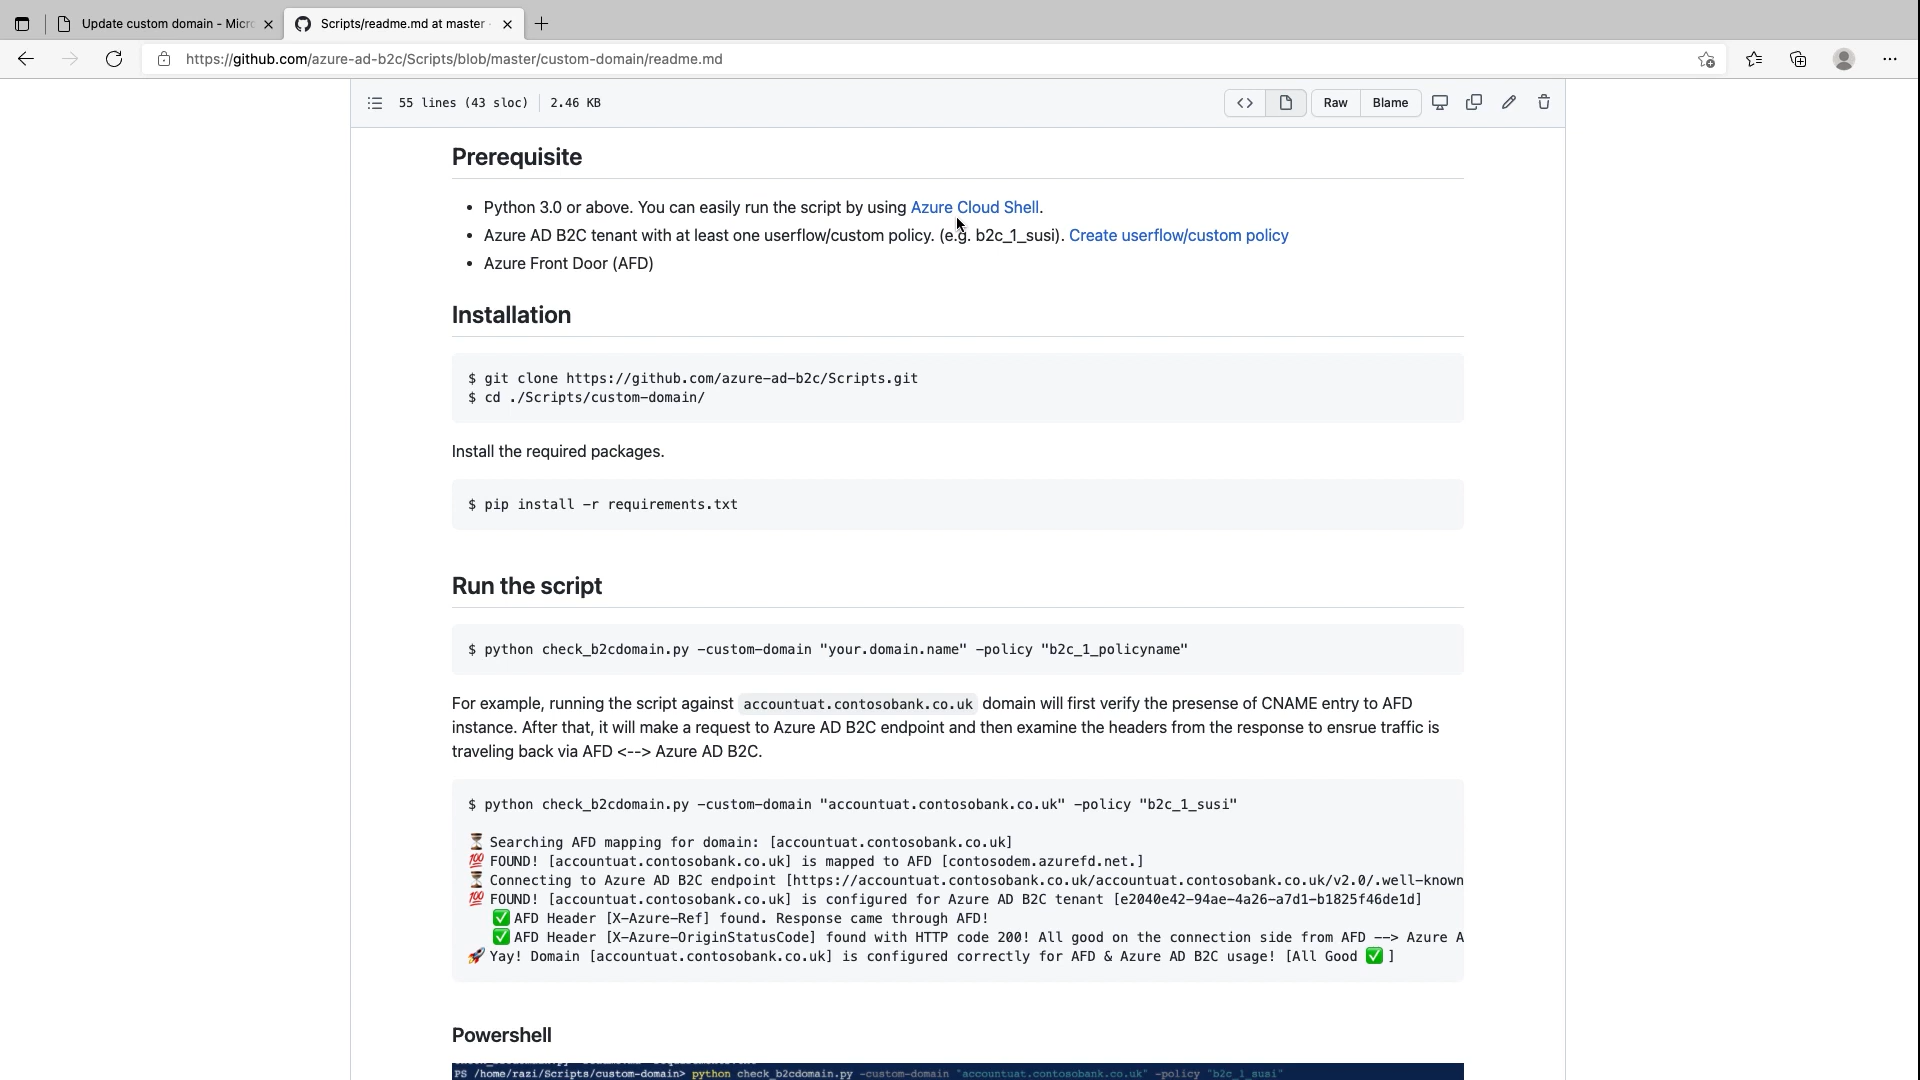 Update custom domain - Micr
Scripts/readme.md at master
https://github.com/azure-ad-b2c/Scripts/blob/master/custom-domain/readme.md
55 lines (43 sloc) 2.46 KB
Raw Blame
Prerequisite
• Python 3.0 or above. You can easily run the script by using Azure Cloud Shell.
• Azure AD B2C tenant with at least one userflow/custom policy. (e.g. b2c_1_susi). Create userflow/custom policy
• Azure Front Door (AFD)
Installation
$ git clone https://github.com/azure-ad-b2c/Scripts.git
$ cd ./Scripts/custom-domain/
Install the required packages.
$ pip install -r requirements.txt
Run the script
$ python check_b2cdomain.py -custom-domain "your.domain.name" -policy "b2c_1_policyname"
For example, running the script against accountuat.contosobank.co.uk domain will first verify the presense of CNAME entry to AFD
instance. After that, it will make a request to Azure AD B2C endpoint and then examine the headers from the response to ensrue traffic is
traveling back via AFD <--> Azure AD B2C.
$ python check_b2cdomain.py -custom-domain "accountuat.contosobank.co.uk" -policy "b2c_1_susi"
⏳ Searching AFD mapping for domain: [accountuat.contosobank.co.uk]
💯 FOUND! [accountuat.contosobank.co.uk] is mapped to AFD [contosodem.azurefd.net.]
⏳ Connecting to Azure AD B2C endpoint [https://accountuat.contosobank.co.uk/accountuat.contosobank.co.uk/v2.0/.well-known
💯 FOUND! [accountuat.contosobank.co.uk] is configured for Azure AD B2C tenant [e2040e42-94ae-4a26-a7d1-b1825f46de1d]
✅ AFD Header [X-Azure-Ref] found. Response came through AFD!
✅ AFD Header [X-Azure-OriginStatusCode] found with HTTP code 200! All good on the connection side from AFD --> Azure A
🚀 Yay! Domain [accountuat.contosobank.co.uk] is configured correctly for AFD & Azure AD B2C usage! [All Good ✅ ]
Powershell
PS /home/razi/Scripts/custom-domain> python check_b2cdomain.py -custom-domain "accountuat.contosobank.co.uk" -policy "b2c_1_susi"